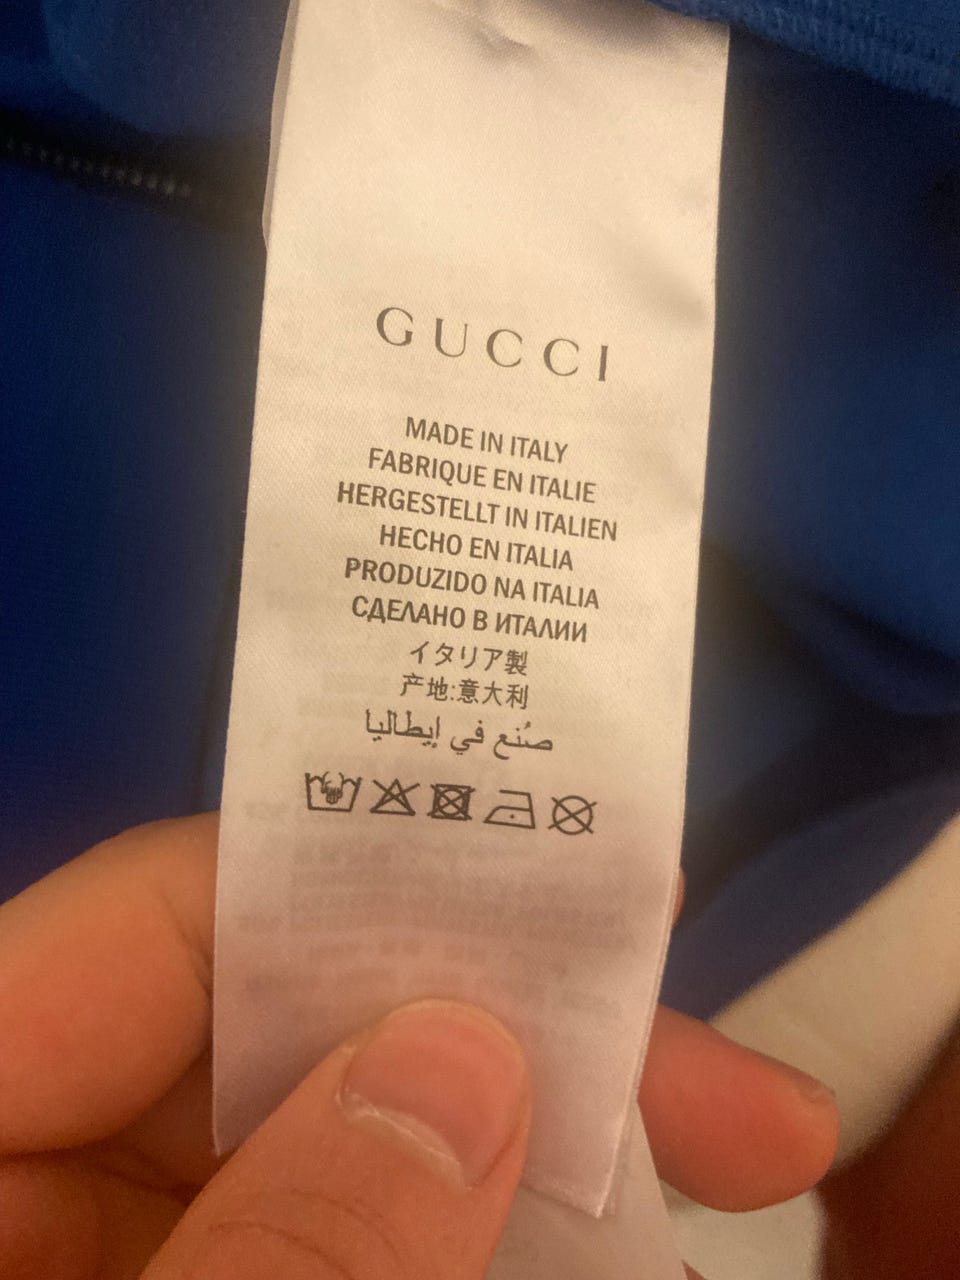 GUCCI
MADE IN ITALY
FABRIQUE EN ITALIE
HERGESTELLT IN ITALIEN
HECHO EN ITALIA
PRODUZIDO NA ITALIA
СДЕЛАНО В ИТАЛИИ
イタリア製
产地:意大利
صُنع في إيطاليا